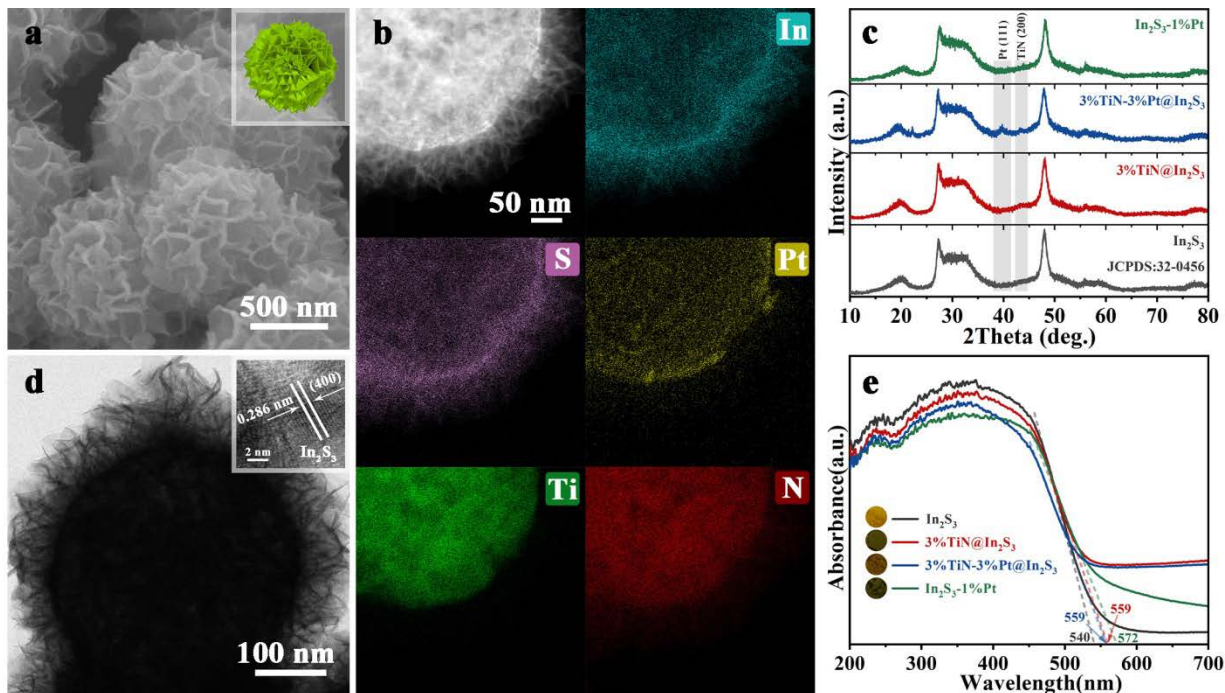 a
500 nm
b
50 nm
In
S
Pt
Ti
N
c
In₂S₃-1%Pt
Pt (111)
TiN (200)
3%TiN-3%Pt@In₂S₃
3%TiN@In₂S₃
In₂S₃
JCPDS:32-0456
Intensity (a.u.)
10 20 30 40 50 60 70 80
2Theta (deg.)
d
0.286 nm
(400)
In₂S₃
2 nm
100 nm
e
Absorbance(a.u.)
In₂S₃
3%TiN@In₂S₃
3%TiN-3%Pt@In₂S₃
In₂S₃-1%Pt
559
559
540
572
200 300 400 500 600 700
Wavelength(nm)